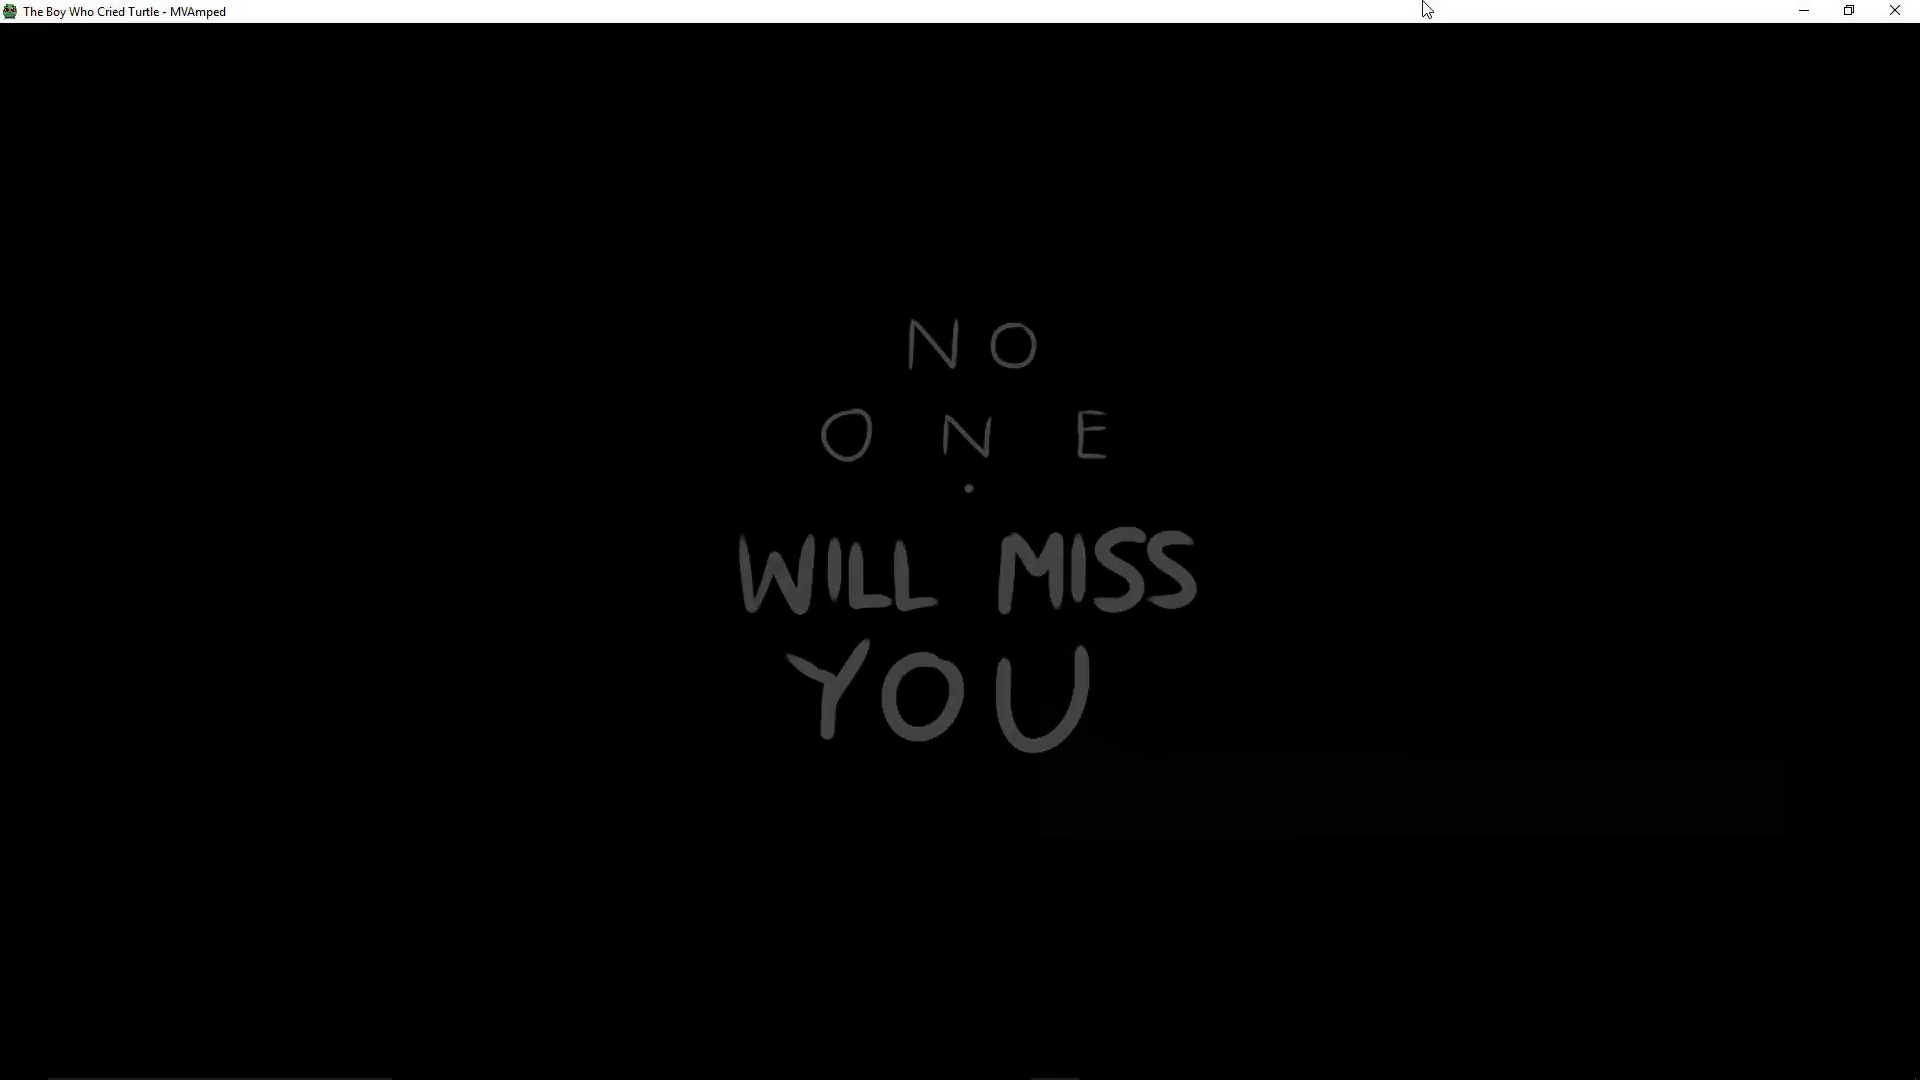 The Boy Who Cried Turtle - MVAmped
NO
ONE
.
WILL MISS
YOU